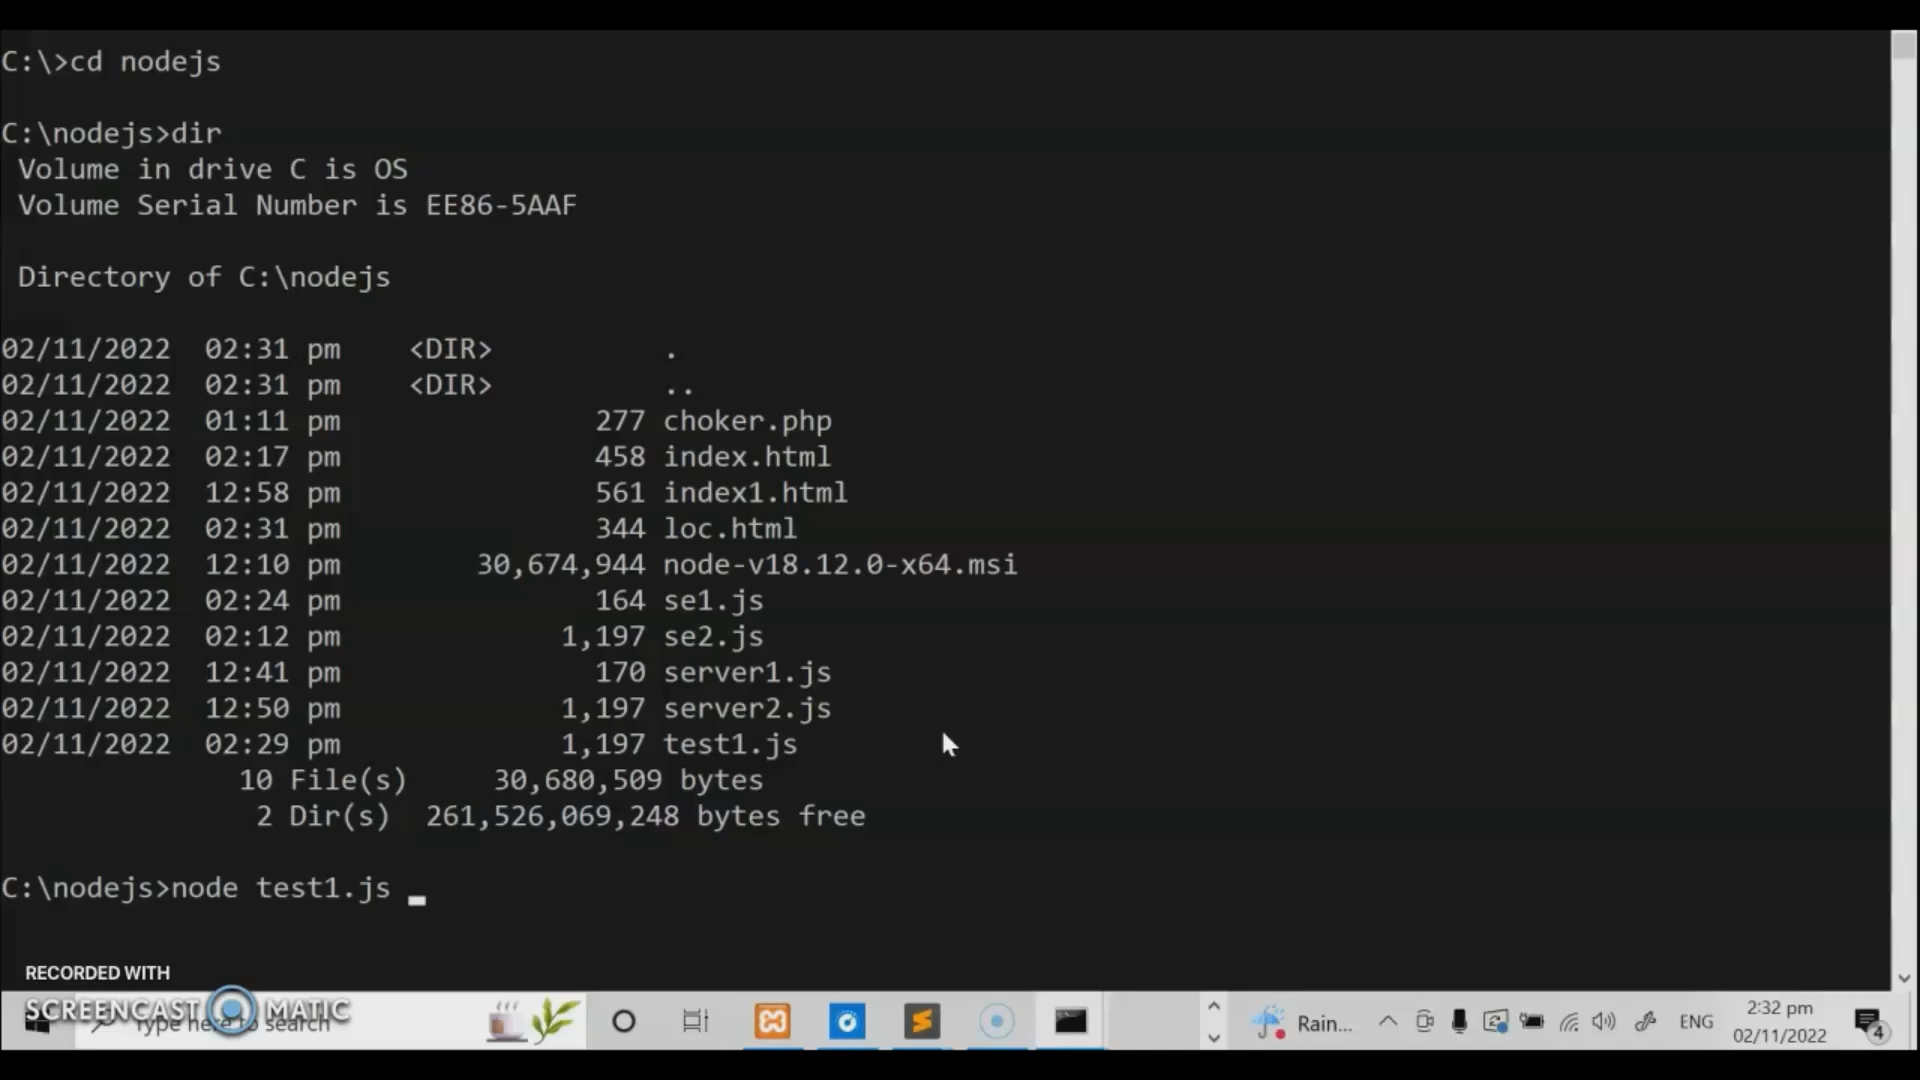 C:\>cd nodejs
C:\nodejs>dir
Volume in drive C is OS
Volume Serial Number is EE86-5AAF
Directory of C:\nodejs
02/11/2022 02:31 pm <DIR> .
02/11/2022 02:31 pm <DIR> ..
02/11/2022 01:11 pm 277 choker.php
02/11/2022 02:17 pm 458 index.html
02/11/2022 12:58 pm 561 index1.html
02/11/2022 02:31 pm 344 loc.html
02/11/2022 12:10 pm 30,674,944 node-v18.12.0-x64.msi
02/11/2022 02:24 pm 164 se1.js
02/11/2022 02:12 pm 1,197 se2.js
02/11/2022 12:41 pm 170 server1.js
02/11/2022 12:50 pm 1,197 server2.js
02/11/2022 02:29 pm 1,197 test1.js
10 File(s) 30,680,509 bytes
2 Dir(s) 261,526,069,248 bytes free
C:\nodejs>node test1.js _
RECORDED WITH
SCREENCAST MATIC
Type here to search
Rain...
ENG
2:32 pm
02/11/2022
4